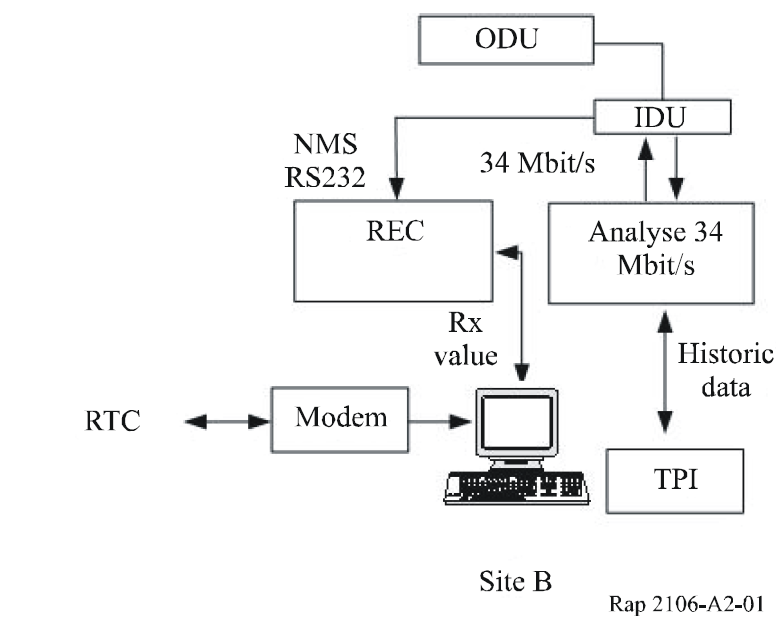 ODU
IDU
NMS
RS232
34 Mbit/s
REC
Analyse 34
Mbit/s
Rx
value
Historic
data
RTC
Modem
TPI
Site B
Rap 2106-A2-01